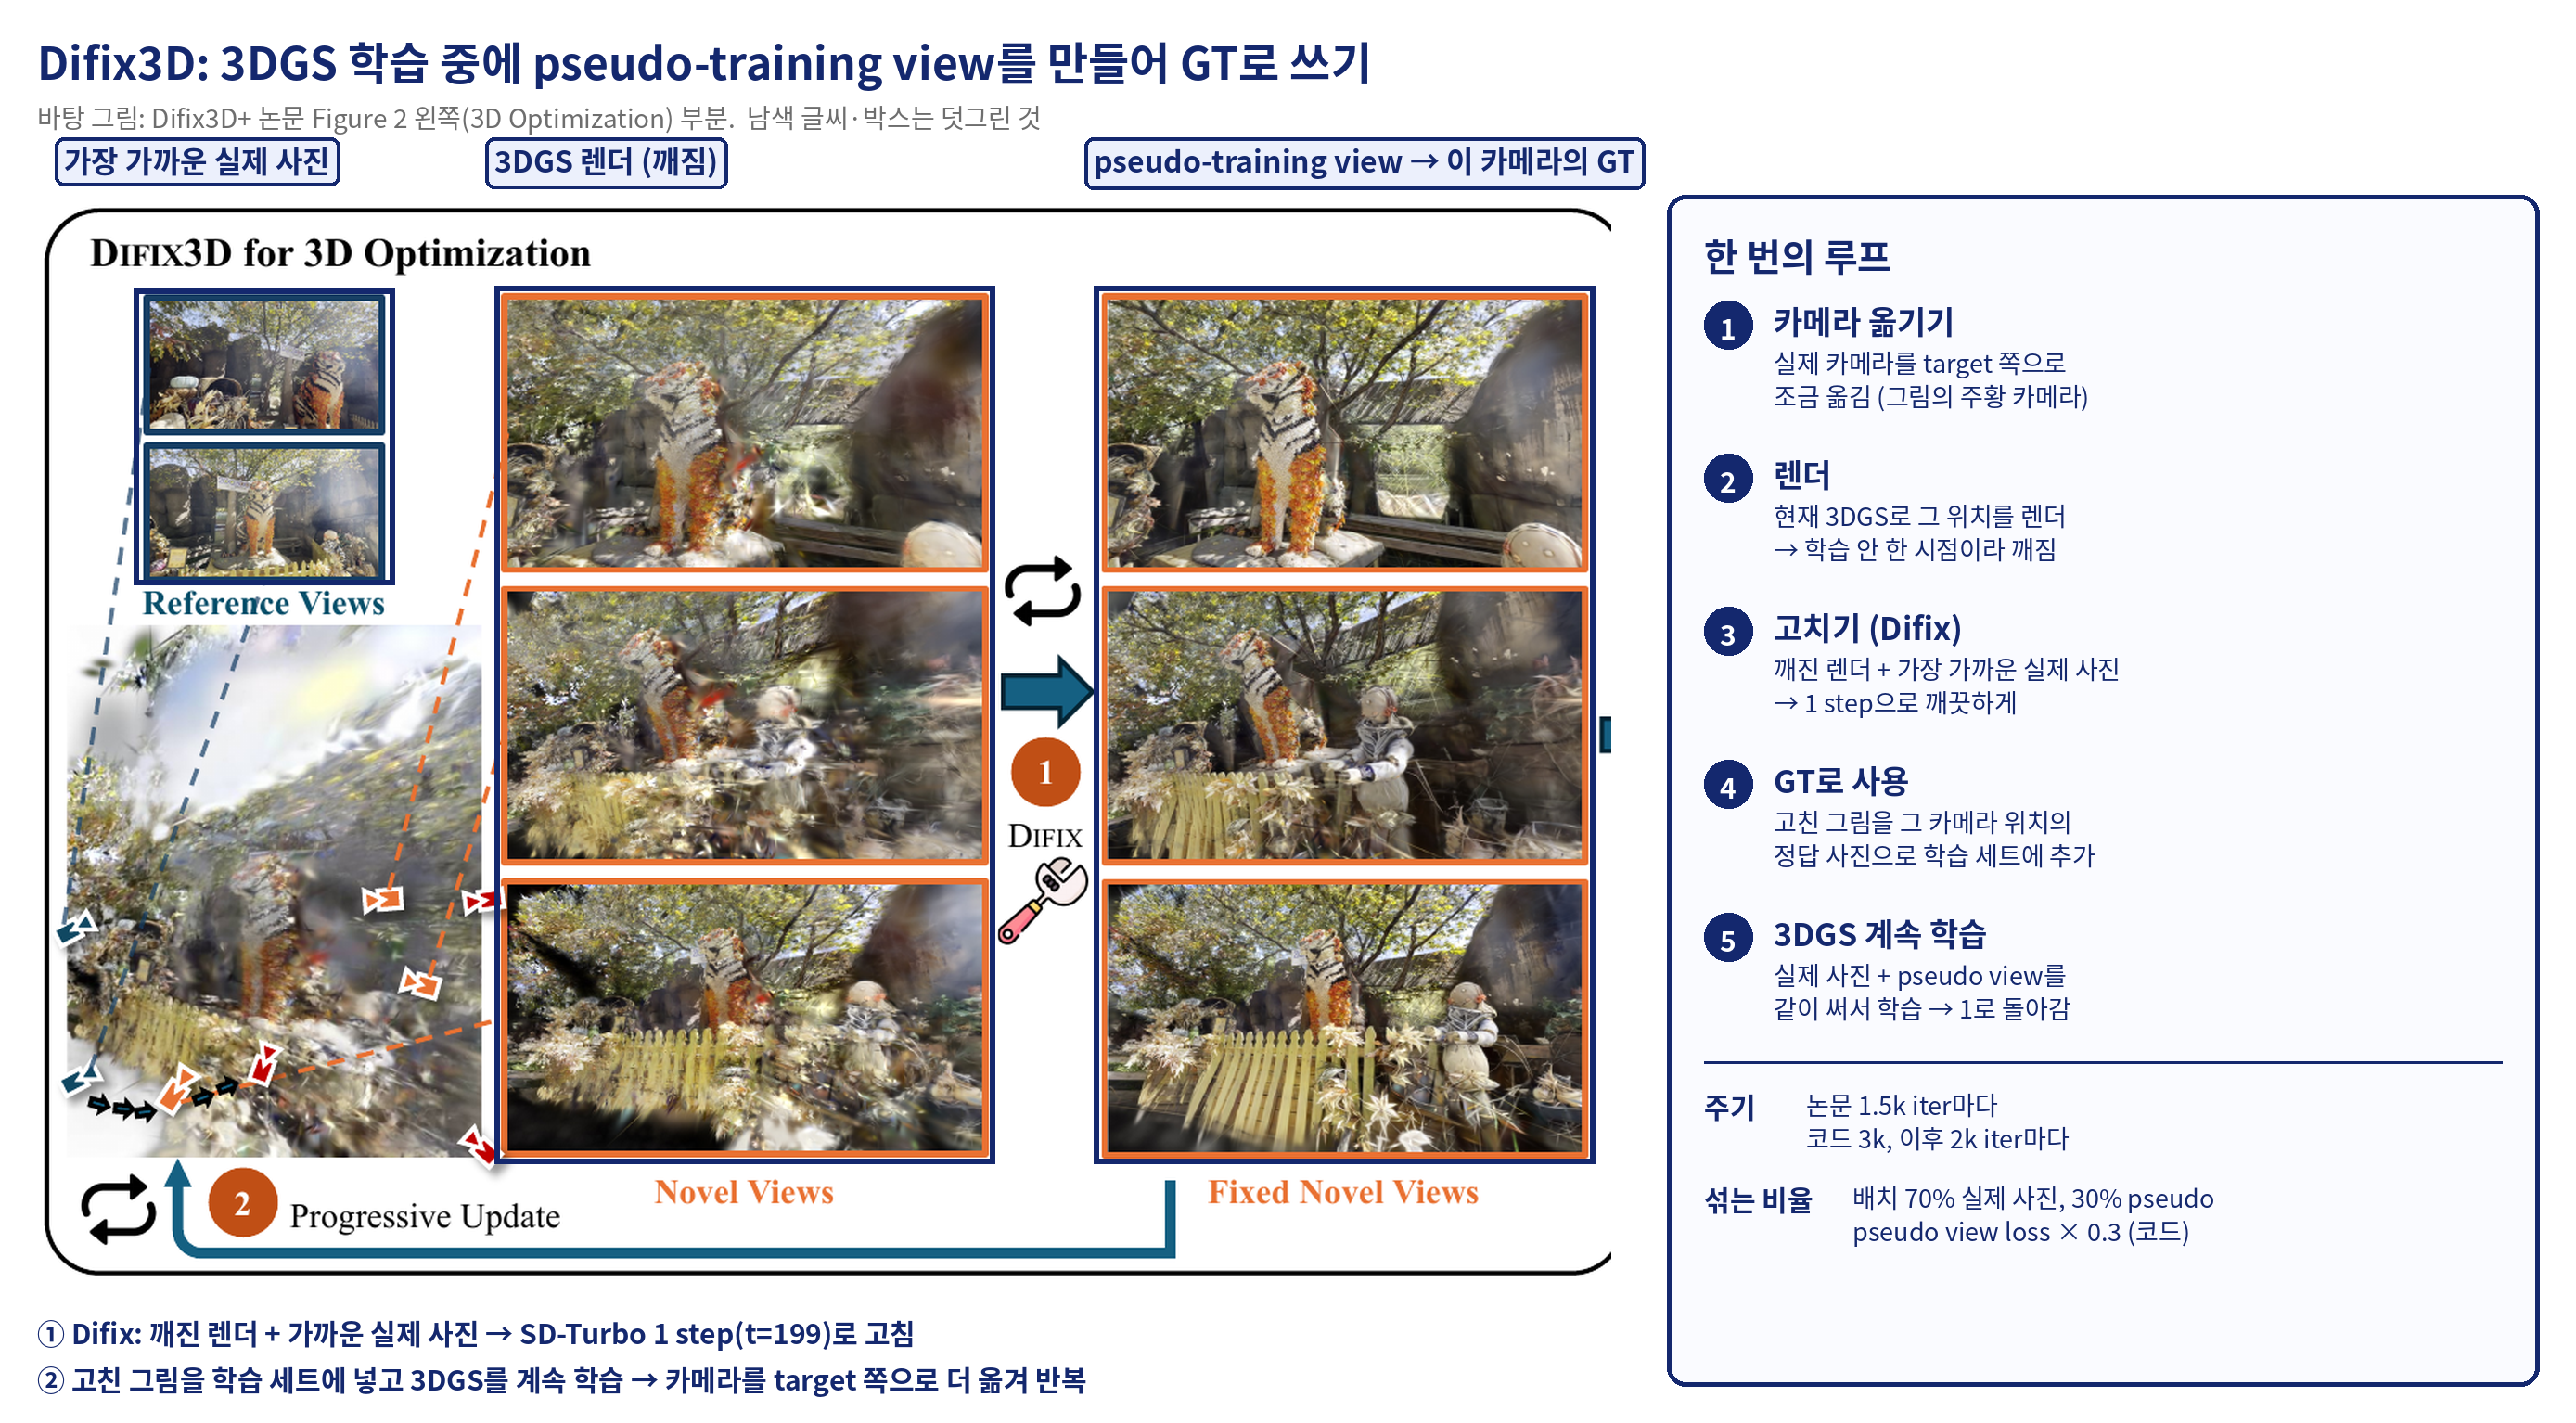 Difix3D: 3DGS 학습 중에 pseudo-training view를 만들어 GT로 쓰기
바탕 그림: Difix3D+ 논문 Figure 2 왼쪽(3D Optimization) 부분. 남색 글씨·박스는 덧그린 것
가장 가까운 실제 사진
3DGS 렌더 (깨짐)
pseudo-training view → 이 카메라의 GT
DIFIX3D for 3D Optimization
Reference Views
1
DIFIX
2
Progressive Update
Novel Views
Fixed Novel Views
한 번의 루프
1 카메라 옮기기
실제 카메라를 target 쪽으로
조금 옮김 (그림의 주황 카메라)
2 렌더
현재 3DGS로 그 위치를 렌더
→ 학습 안 한 시점이라 깨짐
3 고치기 (Difix)
깨진 렌더 + 가장 가까운 실제 사진
→ 1 step으로 깨끗하게
4 GT로 사용
고친 그림을 그 카메라 위치의
정답 사진으로 학습 세트에 추가
5 3DGS 계속 학습
실제 사진 + pseudo view를
같이 써서 학습 → 1로 돌아감
주기 논문 1.5k iter마다
코드 3k, 이후 2k iter마다
섞는 비율 배치 70% 실제 사진, 30% pseudo
pseudo view loss × 0.3 (코드)
① Difix: 깨진 렌더 + 가까운 실제 사진 → SD-Turbo 1 step(t=199)로 고침
② 고친 그림을 학습 세트에 넣고 3DGS를 계속 학습 → 카메라를 target 쪽으로 더 옮겨 반복